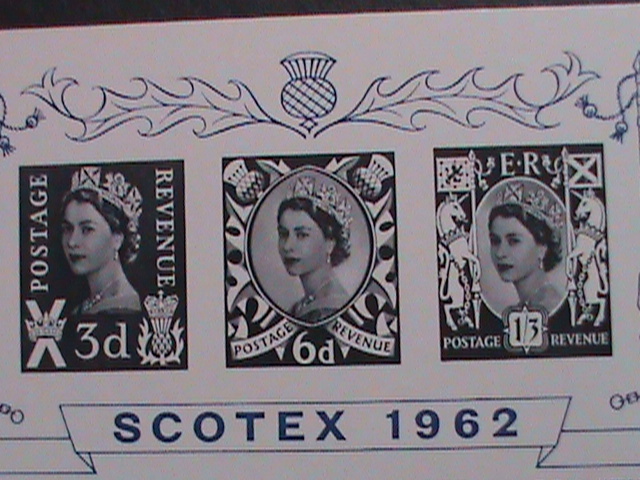 POSTAGE
REVENUE
3d
POSTAGE
REVENUE
6d
E R
POSTAGE 1/3 REVENUE
SCOTEX 1962